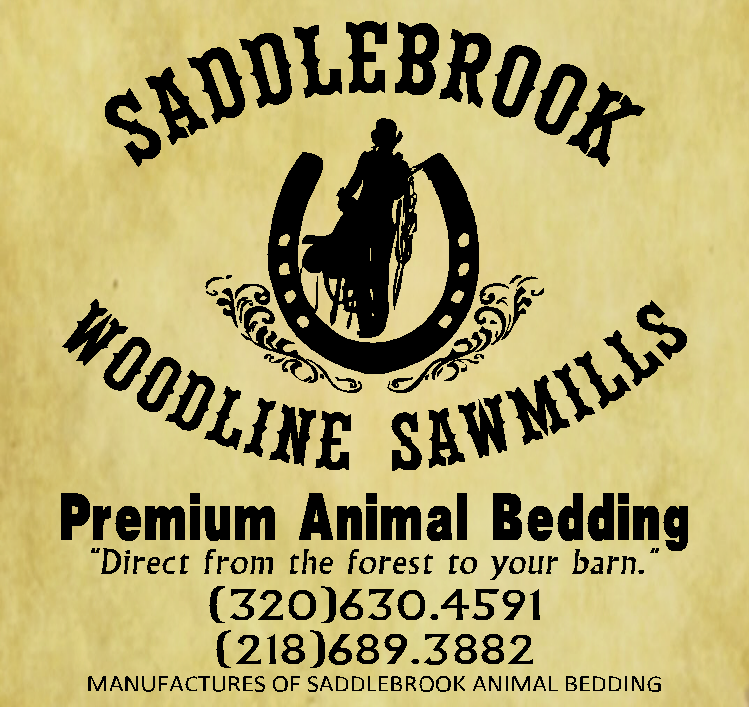 SADDLEBROOK
WOODLINE SAWMILLS
Premium Animal Bedding
"Direct from the forest to your barn."
(320)630.4591
(218)689.3882
MANUFACTURES OF SADDLEBROOK ANIMAL BEDDING